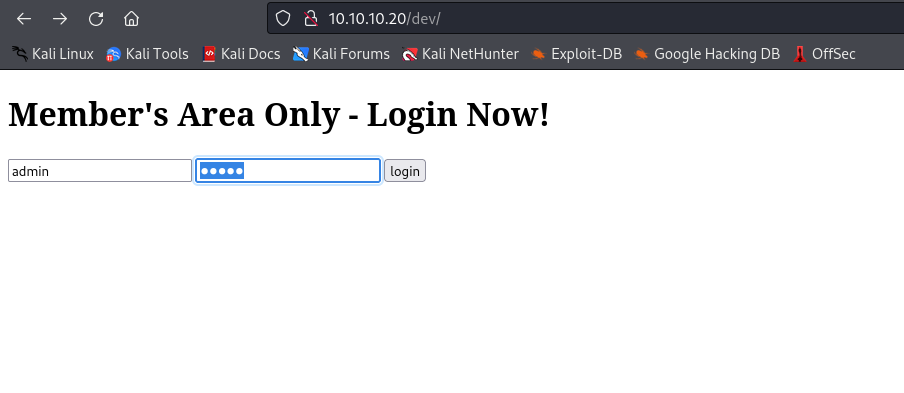 10.10.10.20/dev/
Kali Linux Kali Tools Kali Docs Kali Forums Kali NetHunter Exploit-DB Google Hacking DB OffSec
Member's Area Only - Login Now!
admin ●●●●● login